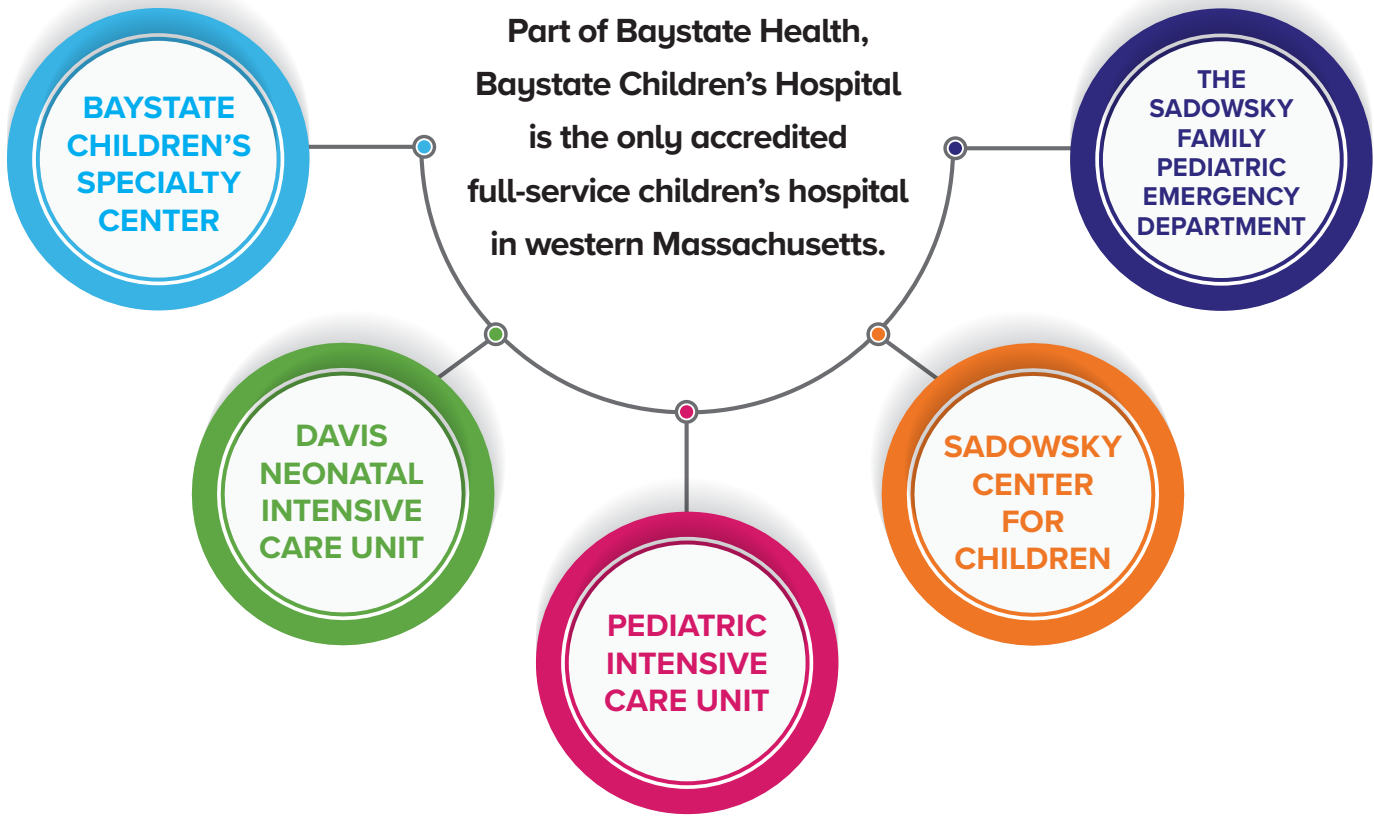 Part of Baystate Health,
Baystate Children’s Hospital
is the only accredited
full-service children’s hospital
in western Massachusetts.
BAYSTATE
CHILDREN’S
SPECIALTY
CENTER
DAVIS
NEONATAL
INTENSIVE
CARE UNIT
PEDIATRIC
INTENSIVE
CARE UNIT
SADOWSKY
CENTER
FOR
CHILDREN
THE
SADOWSKY
FAMILY
PEDIATRIC
EMERGENCY
DEPARTMENT